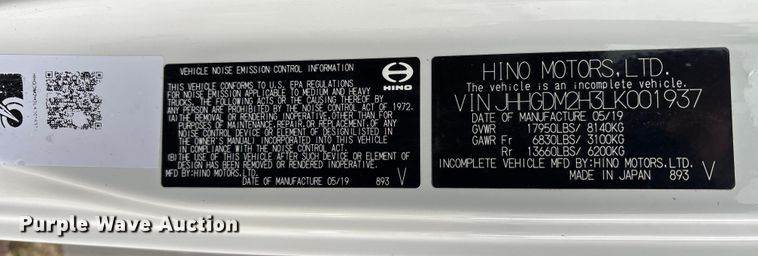 VEHICLE NOISE EMISSION CONTROL INFORMATION
THIS VEHICLE CONFORMS TO U.S. EPA REGULATIONS
FOR NOISE EMISSION APPLICABLE TO MEDIUM AND HEAVY
TRUCKS. THE FOLLOWING ACTS OR THE CAUSING THEREOF BY
ANY PERSON ARE PROHIBITED BY THE NOISE CONTROL ACT OF 1972.
(A) THE REMOVAL OR RENDERING INOPERATIVE, OTHER THAN FOR
PURPOSES OF MAINTENANCE, REPAIR, OR REPLACEMENT, OF ANY
NOISE CONTROL DEVICE OR ELEMENT OF DESIGN (LISTED IN THE
OWNER'S MANUAL) INCORPORATED INTO THIS VEHICLE
IN COMPLIANCE WITH THE NOISE CONTROL ACT.
(B) THE USE OF THIS VEHICLE AFTER SUCH DEVICE OR ELEMENT OF
DESIGN HAS BEEN REMOVED OR RENDERED INOPERATIVE.
MFD BY:HINO MOTORS,LTD.
DATE OF MANUFACTURE 05/19 893 V
HINO
HINO MOTORS,LTD.
The vehicle is an incomplete vehicle.
VIN JHHGDM2H3LK001937
DATE OF MANUFACTURE 05/19
GVWR 17950LBS/ 8140KG
GAWR Fr 6830LBS/ 3100KG
Rr 13660LBS/ 6200KG
INCOMPLETE VEHICLE MFD BY:HINO MOTORS,LTD.
MADE IN JAPAN 893 V
Purple Wave Auction